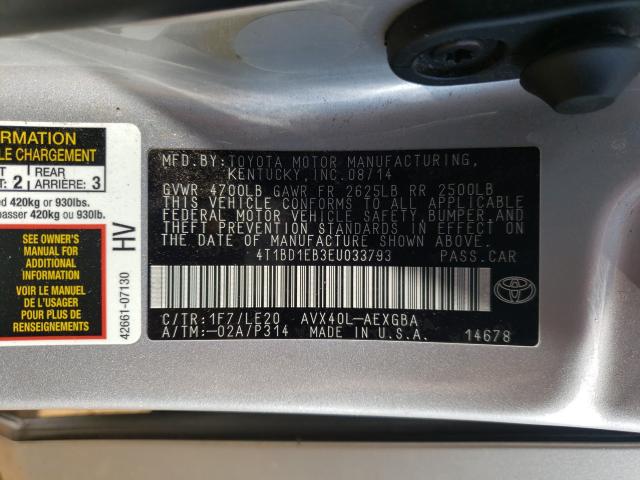 RMATION
LE CHARGEMENT
T: 2 REAR
ARRIÈRE: 3
ed 420kg or 930lbs.
passer 420kg ou 930lb.
SEE OWNER'S
MANUAL FOR
ADDITIONAL
INFORMATION
VOIR LE MANUEL
DE L'USAGER
POUR PLUS DE
RENSEIGNEMENTS
HV
42661-07130
MFD.BY:TOYOTA MOTOR MANUFACTURING,
KENTUCKY,INC.08/14
GVWR 4700LB GAWR FR 2625LB RR 2500LB
THIS VEHICLE CONFORMS TO ALL APPLICABLE
FEDERAL MOTOR VEHICLE SAFETY, BUMPER, AND
THEFT PREVENTION STANDARDS IN EFFECT ON
THE DATE OF MANUFACTURE SHOWN ABOVE.
4T1BD1EB3EU033793 PASS.CAR
C/TR:1F7/LE20 AVX40L-AEXGBA
A/TM:-02A/P314 MADE IN U.S.A. 14678
TOYOTA